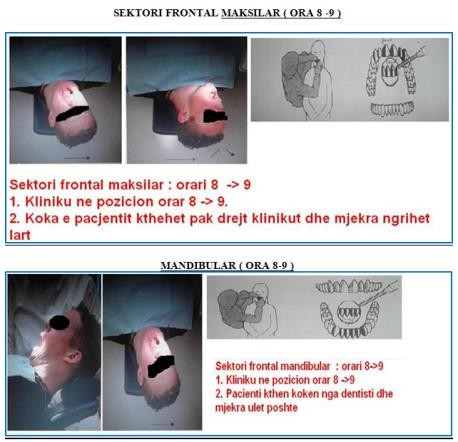 SEKTORI FRONTAL MAKSILAR ( ORA 8 -9 )
Sektori frontal maksilar : orari 8 -> 9
1. Kliniku ne pozicion orar 8 -> 9.
2. Koka e pacjentit kthehet pak drejt klinikut dhe mjekra ngrihet
lart
MANDIBULAR ( ORA 8-9 )
Sektori frontal mandibular : orari 8->9
1. Kliniku ne pozicion orar 8 ->9
2. Pacienti kthen koken nga dentisti dhe
mjekra ulet poshte